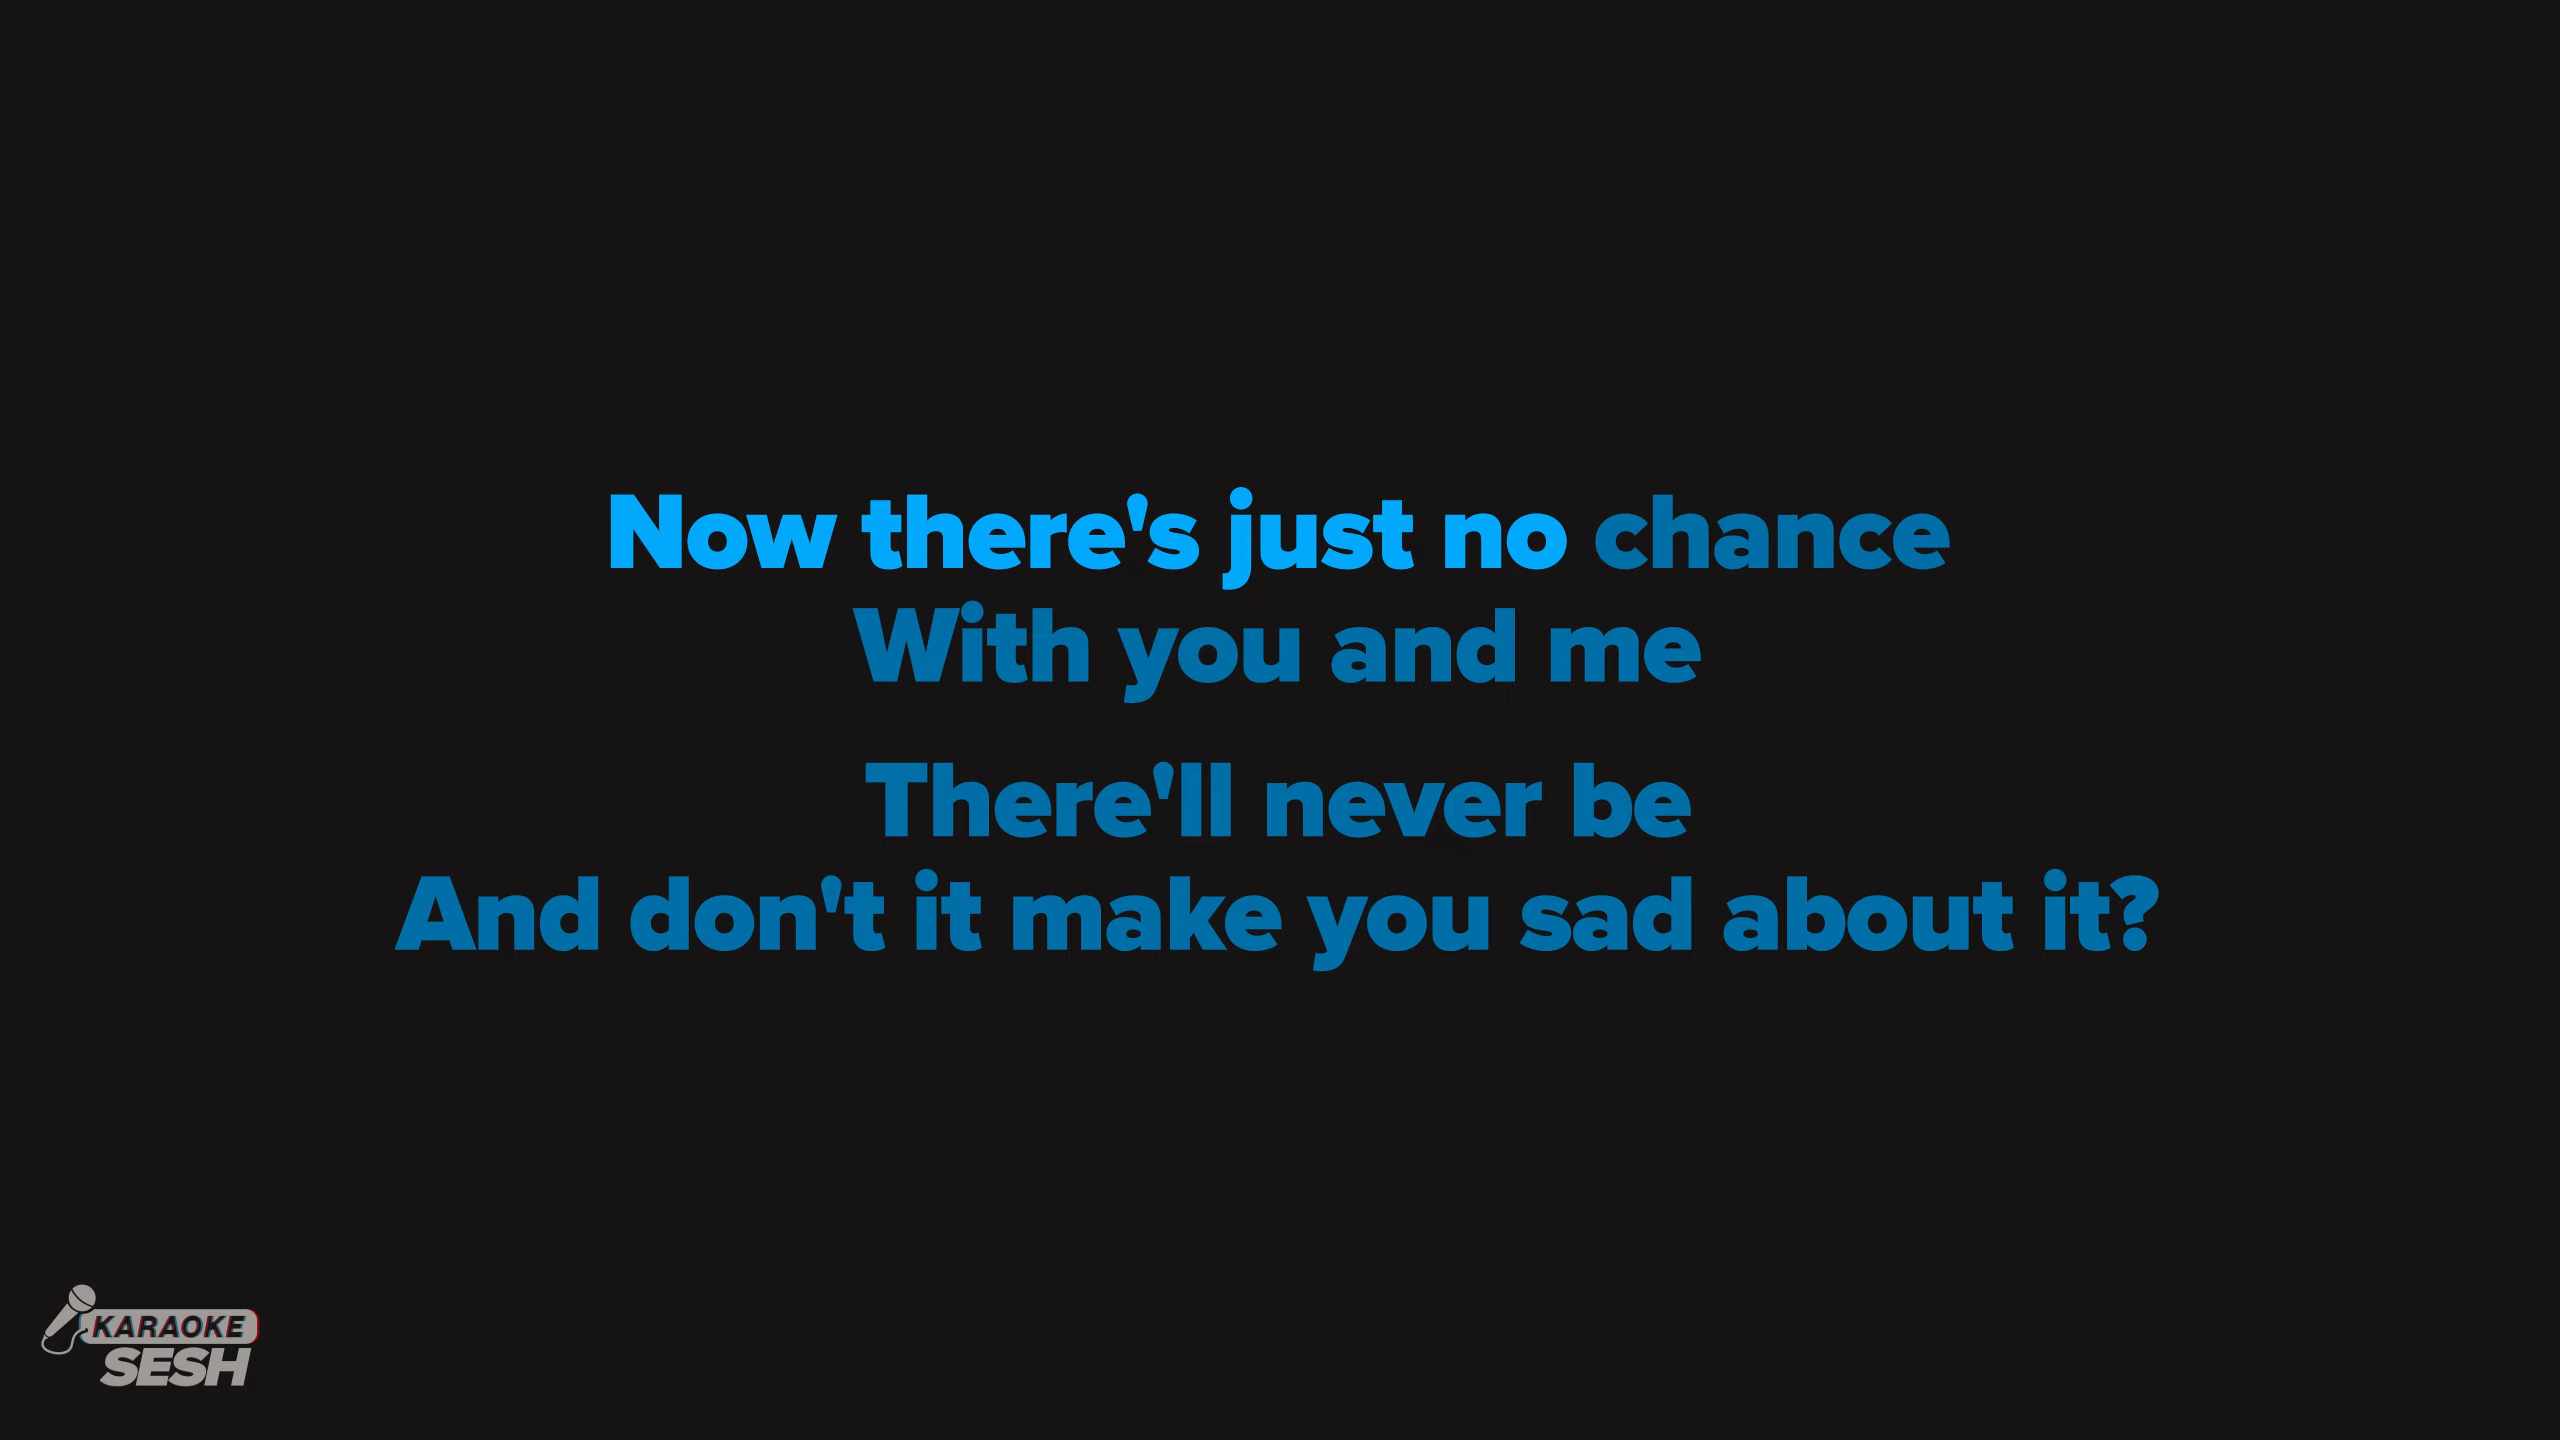 Now there's just no chance
With you and me
There'll never be
And don't it make you sad about it?
KARAOKE
SESH